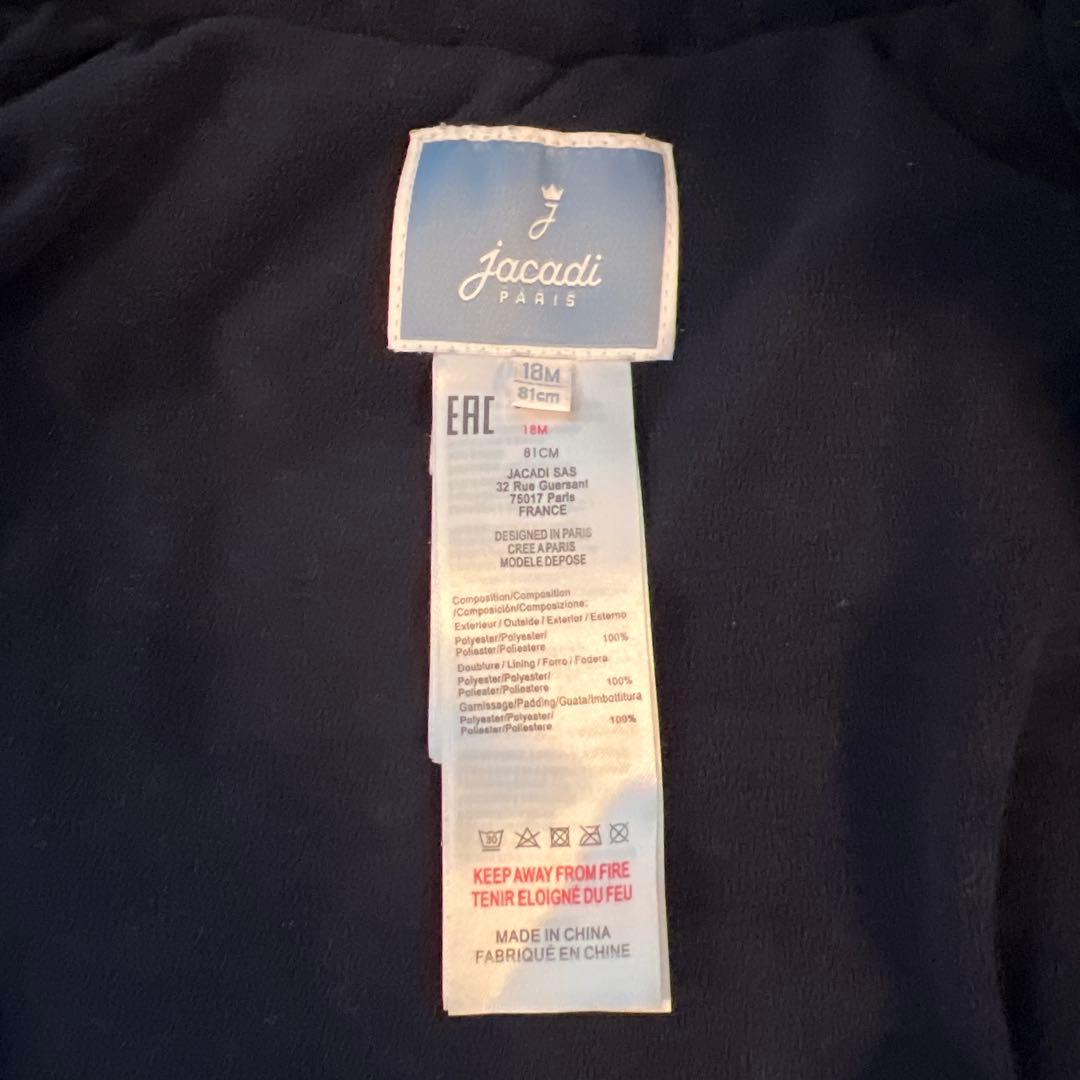 J
jacadi
PARIS
18M
81cm
EAC
18M
81CM
JACADI SAS
32 Rue Guersant
75017 Paris
FRANCE
DESIGNED IN PARIS
CREE A PARIS
MODELE DEPOSE
Composition/Composition
/Composición/Composizione:
Exterieur / Outside / Exterior / Esterno
Polyester/Polyester/ 100%
Poliester/Poliestere
Doublure / Lining / Forro / Fodera
Polyester/Polyester/ 100%
Poliester/Poliestere
Garnissage/Padding/Guata/Imbottitura
Polyester/Polyester/ 100%
Poliester/Poliestere
30
KEEP AWAY FROM FIRE
TENIR ELOIGNÉ DU FEU
MADE IN CHINA
FABRIQUÉ EN CHINE